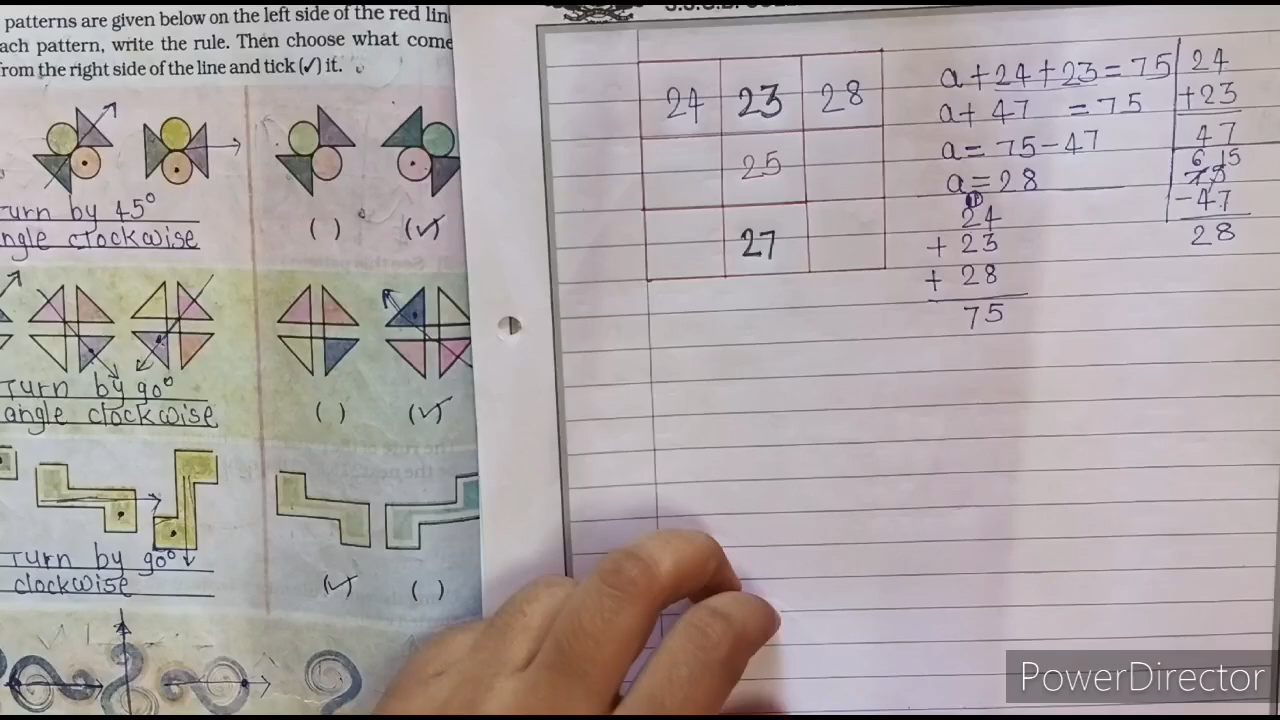 patterns are given below on the left side of the red lin
ach pattern, write the rule. Then choose what come
from the right side of the line and tick (✓) it.
Turn by 45°
ngle clockwise
( ) (✓)
Turn by 90°
angle clockwise
( ) (✓)
Turn by 90°
clockwise
(✓) ( )
24 23 28
25
27
a+24+23=75
a+47 =75
a=75-47
a=28
24
+ 23
+ 28
75
24
+23
47
6 15
75
-47
28
PowerDirector